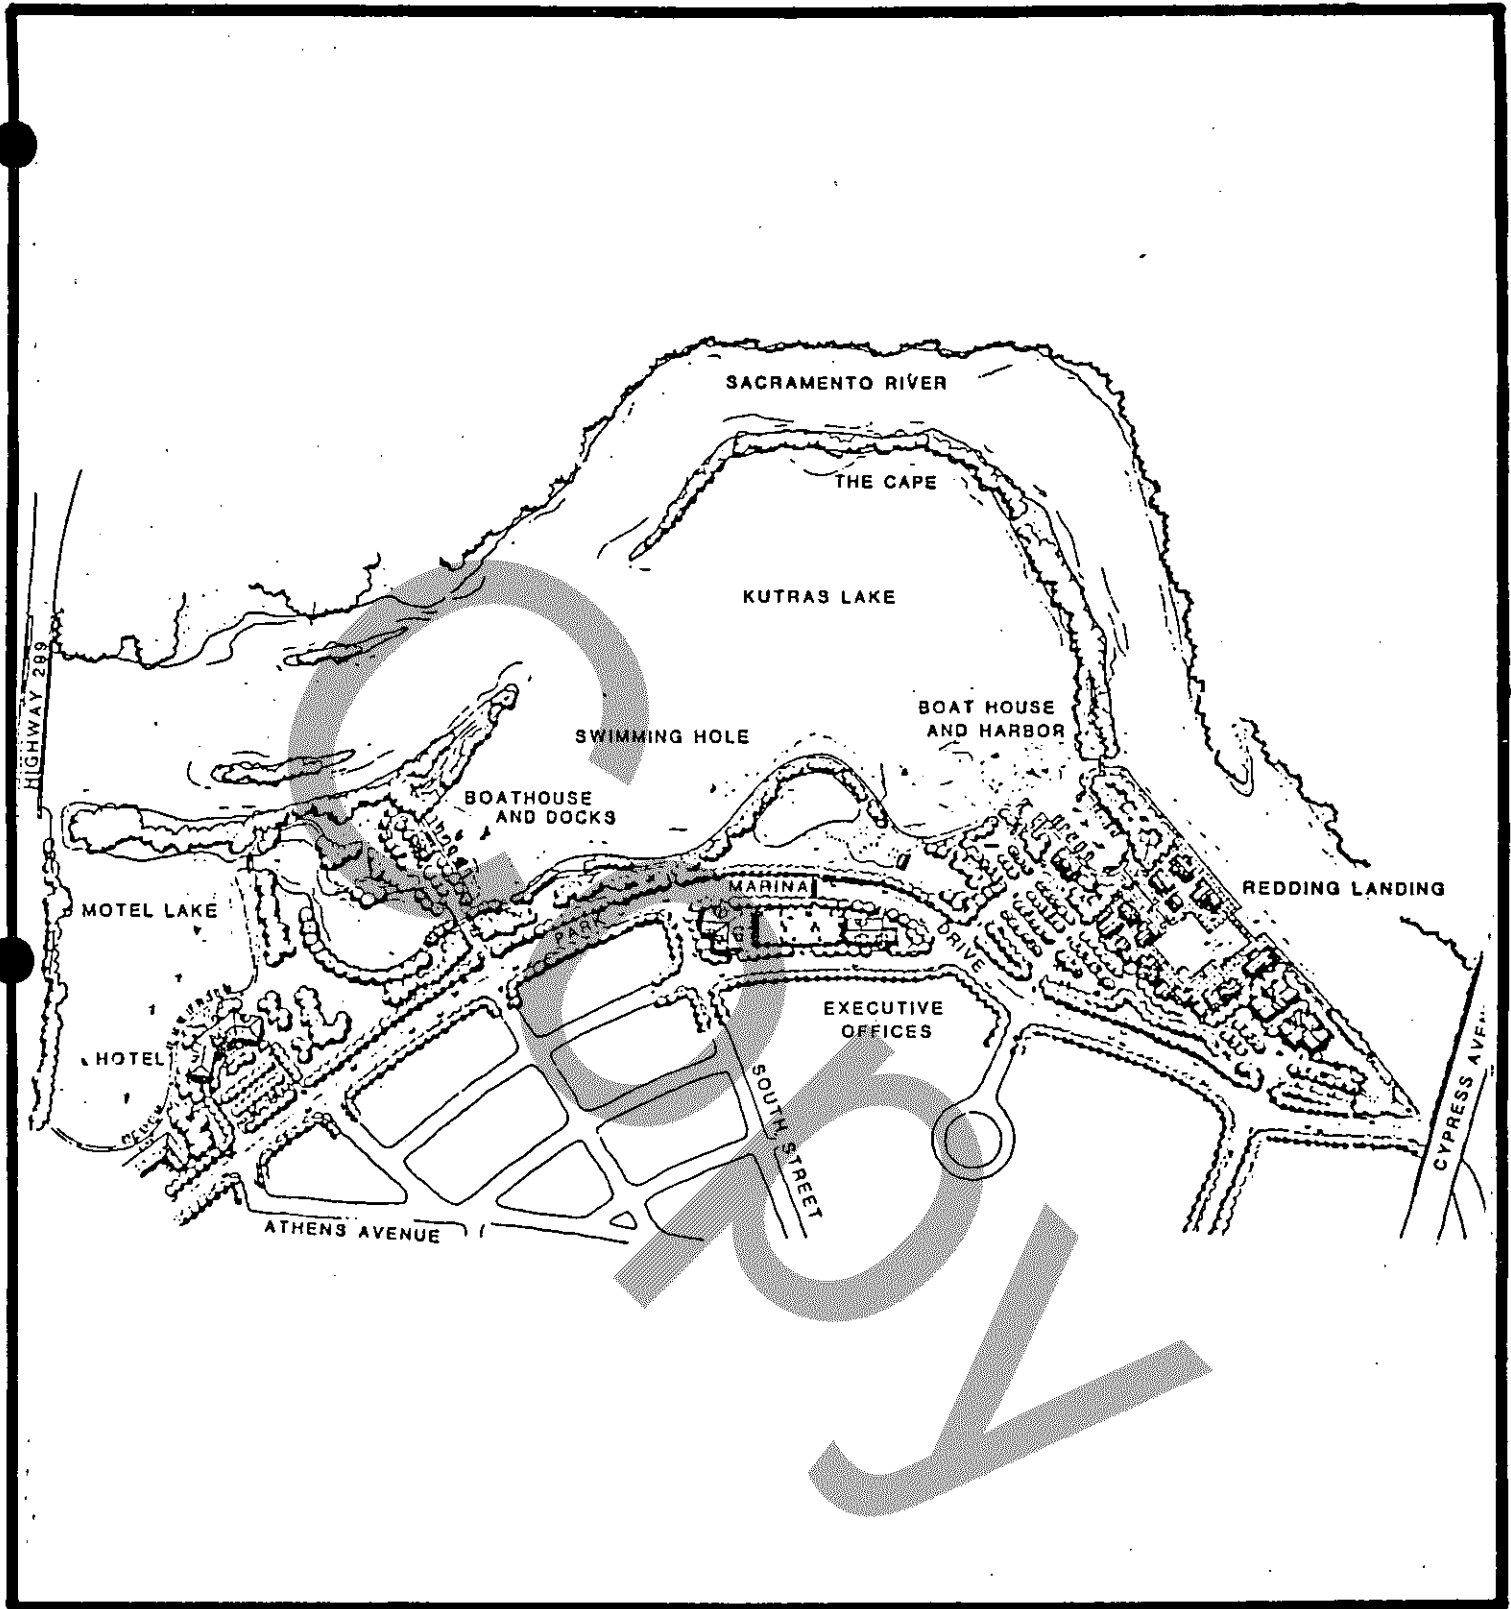 SACRAMENTO RIVER
THE CAPE
KUTRAS LAKE
HIGHWAY 299
BOAT HOUSE
AND HARBOR
SWIMMING HOLE
BOATHOUSE
AND DOCKS
MARINA
REDDING LANDING
MOTEL LAKE
PARK
DRIVE
EXECUTIVE
OFFICES
HOTEL
SOUTH STREET
CYPRESS AVEN
ATHENS AVENUE
Copy